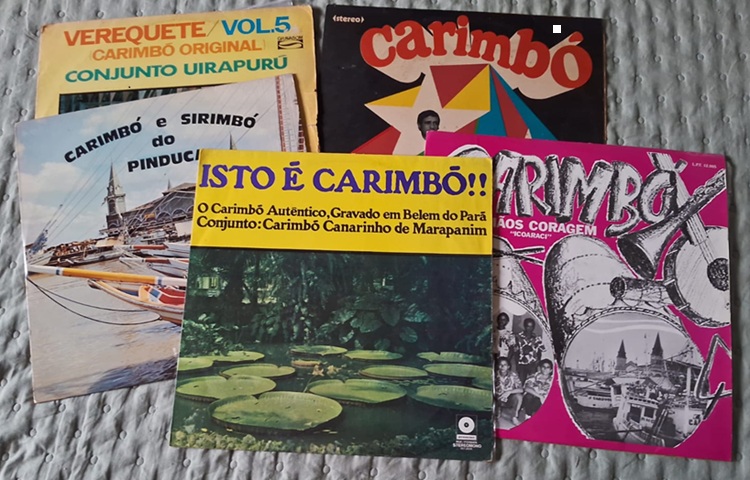 VEREQUETE / VOL.5
(CARIMBÓ ORIGINAL)
CONJUNTO UIRAPURÚ
(stereo)
Carimbó
CARIMBÓ e SIRIMBÓ
do
PINDUCA
ISTO É CARIMBÓ!!
O Carimbó Autêntico, Gravado em Belem do Pará
Conjunto: Carimbó Canarinho de Marapanim
CARIMBÓ
MÃOS CORAGEM
"ICOARACI"